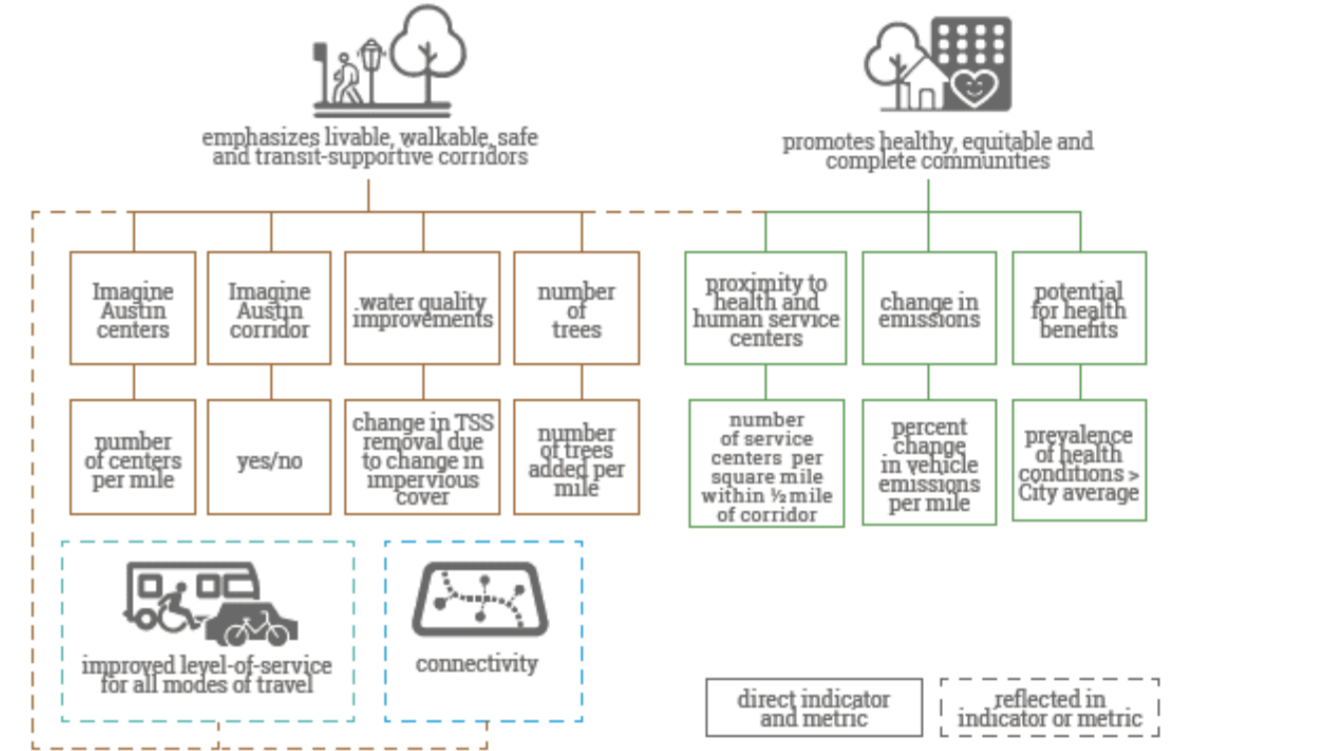 emphasizes livable, walkable, safe
and transit-supportive corridors
promotes healthy, equitable and
complete communities
Imagine
Austin
centers
Imagine
Austin
corridor
water quality
improvements
number
of
trees
proximity to
health and
human service
centers
change in
emissions
potential
for health
benefits
number
of centers
per mile
yes/no
change in TSS
removal due
to change in
impervious
cover
number
of trees
added per
mile
number
of service
centers per
square mile
within ½ mile
of corridor
percent
change
in vehicle
emissions
per mile
prevalence
of health
conditions >
City average
improved level-of-service
for all modes of travel
connectivity
direct indicator
and metric
reflected in
indicator or metric